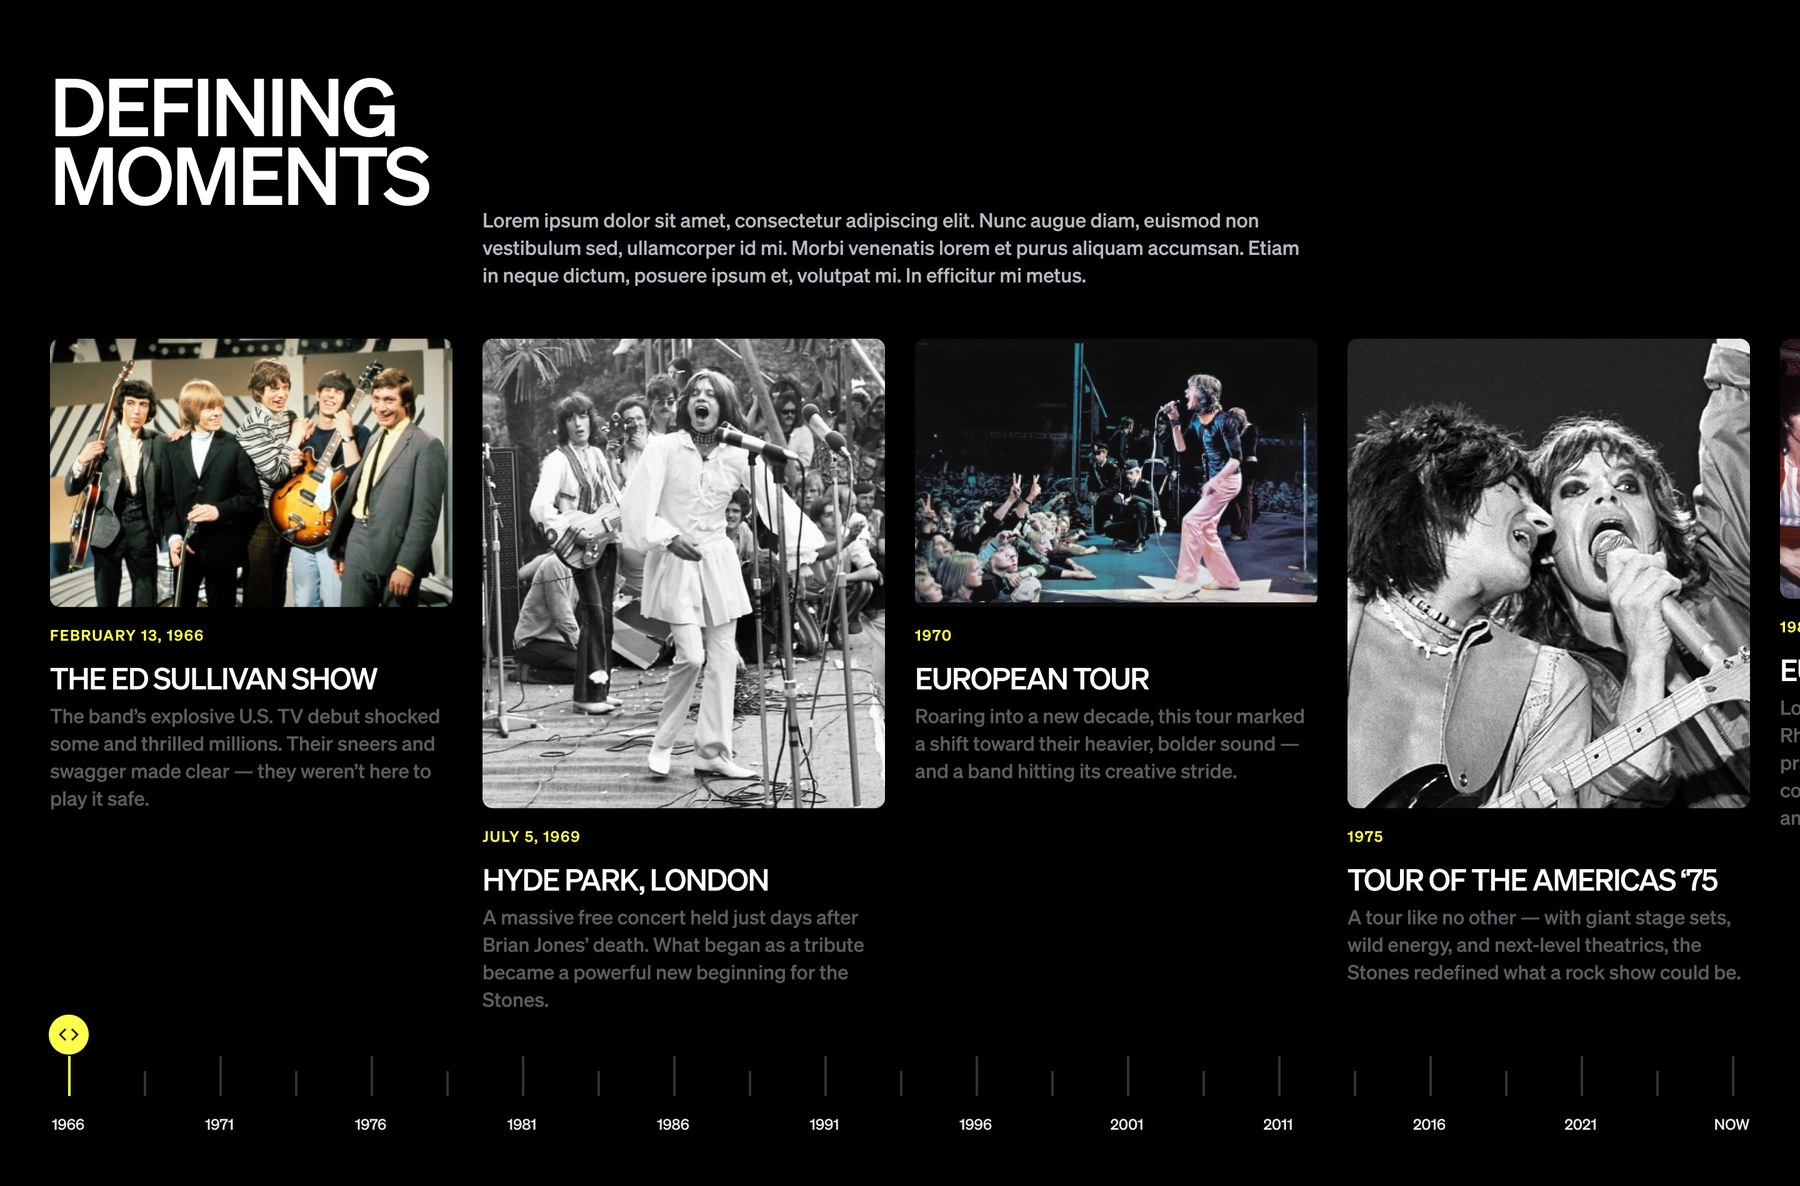 DEFINING
MOMENTS
Lorem ipsum dolor sit amet, consectetur adipiscing elit. Nunc augue diam, euismod non
vestibulum sed, ullamcorper id mi. Morbi venenatis lorem et purus aliquam accumsan. Etiam
in neque dictum, posuere ipsum et, volutpat mi. In efficitur mi metus.
FEBRUARY 13, 1966
THE ED SULLIVAN SHOW
The band’s explosive U.S. TV debut shocked
some and thrilled millions. Their sneers and
swagger made clear — they weren’t here to
play it safe.
JULY 5, 1969
HYDE PARK, LONDON
A massive free concert held just days after
Brian Jones’ death. What began as a tribute
became a powerful new beginning for the
Stones.
1970
EUROPEAN TOUR
Roaring into a new decade, this tour marked
a shift toward their heavier, bolder sound —
and a band hitting its creative stride.
1975
TOUR OF THE AMERICAS ‘75
A tour like no other — with giant stage sets,
wild energy, and next-level theatrics, the
Stones redefined what a rock show could be.
1966
1971
1976
1981
1986
1991
1996
2001
2011
2016
2021
NOW